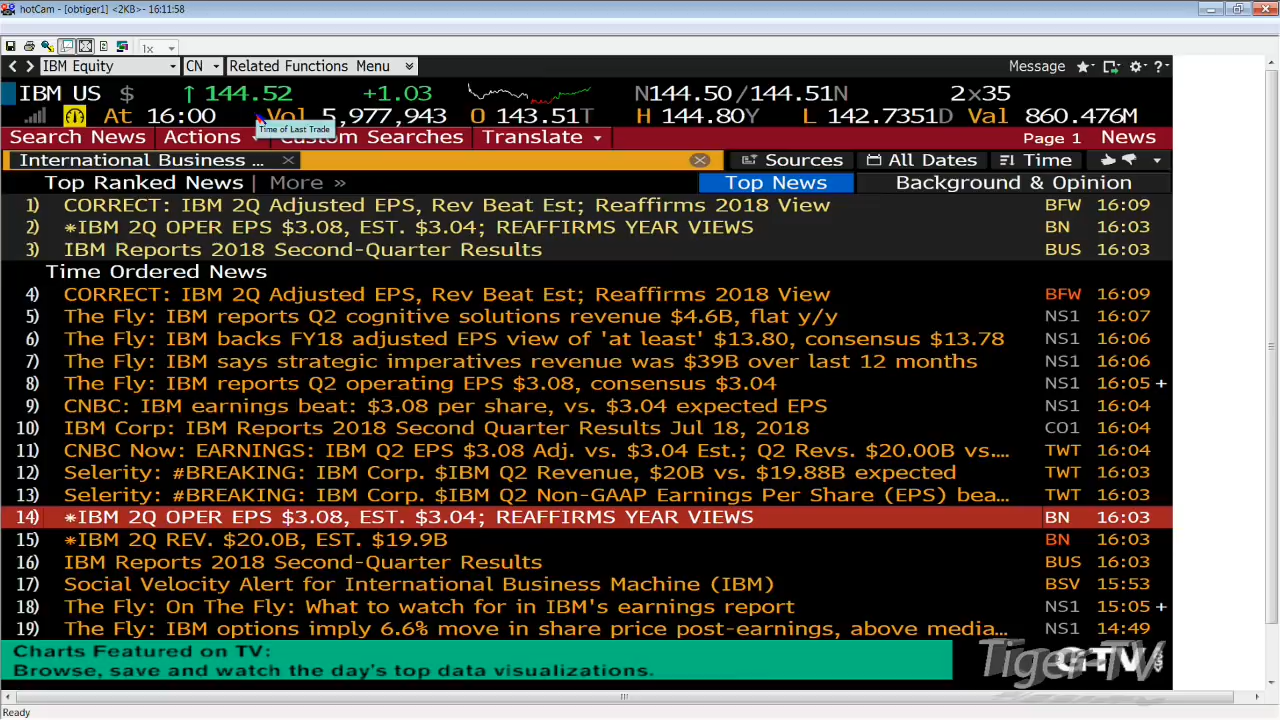 hotCam - [obtiger1] <2KB>- 16:11:58
1x
IBM Equity CN Related Functions Menu Message
IBM US $ ↑ 144.52 +1.03 N144.50/144.51N 2×35
At 16:00 Vol 5,977,943 O 143.51T H 144.80Y L 142.7351D Val 860.476M
Time of Last Trade
Search News Actions Custom Searches Translate Page 1 News
International Business ... Sources All Dates Time
Top Ranked News | More » Top News Background & Opinion
1) CORRECT: IBM 2Q Adjusted EPS, Rev Beat Est; Reaffirms 2018 View BFW 16:09
2) *IBM 2Q OPER EPS $3.08, EST. $3.04; REAFFIRMS YEAR VIEWS BN 16:03
3) IBM Reports 2018 Second-Quarter Results BUS 16:03
Time Ordered News
4) CORRECT: IBM 2Q Adjusted EPS, Rev Beat Est; Reaffirms 2018 View BFW 16:09
5) The Fly: IBM reports Q2 cognitive solutions revenue $4.6B, flat y/y NS1 16:07
6) The Fly: IBM backs FY18 adjusted EPS view of 'at least' $13.80, consensus $13.78 NS1 16:06
7) The Fly: IBM says strategic imperatives revenue was $39B over last 12 months NS1 16:06
8) The Fly: IBM reports Q2 operating EPS $3.08, consensus $3.04 NS1 16:05 +
9) CNBC: IBM earnings beat: $3.08 per share, vs. $3.04 expected EPS NS1 16:04
10) IBM Corp: IBM Reports 2018 Second Quarter Results Jul 18, 2018 CO1 16:04
11) CNBC Now: EARNINGS: IBM Q2 EPS $3.08 Adj. vs. $3.04 Est.; Q2 Revs. $20.00B vs.... TWT 16:04
12) Selerity: #BREAKING: IBM Corp. $IBM Q2 Revenue, $20B vs. $19.88B expected TWT 16:03
13) Selerity: #BREAKING: IBM Corp. $IBM Q2 Non-GAAP Earnings Per Share (EPS) bea... TWT 16:03
14) *IBM 2Q OPER EPS $3.08, EST. $3.04; REAFFIRMS YEAR VIEWS BN 16:03
15) *IBM 2Q REV. $20.0B, EST. $19.9B BN 16:03
16) IBM Reports 2018 Second-Quarter Results BUS 16:03
17) Social Velocity Alert for International Business Machine (IBM) BSV 15:53
18) The Fly: On The Fly: What to watch for in IBM's earnings report NS1 15:05 +
19) The Fly: IBM options imply 6.6% move in share price post-earnings, above media... NS1 14:49
Charts Featured on TV:
Browse, save and watch the day's top data visualizations.
Tiger-TV
GTV
Ready